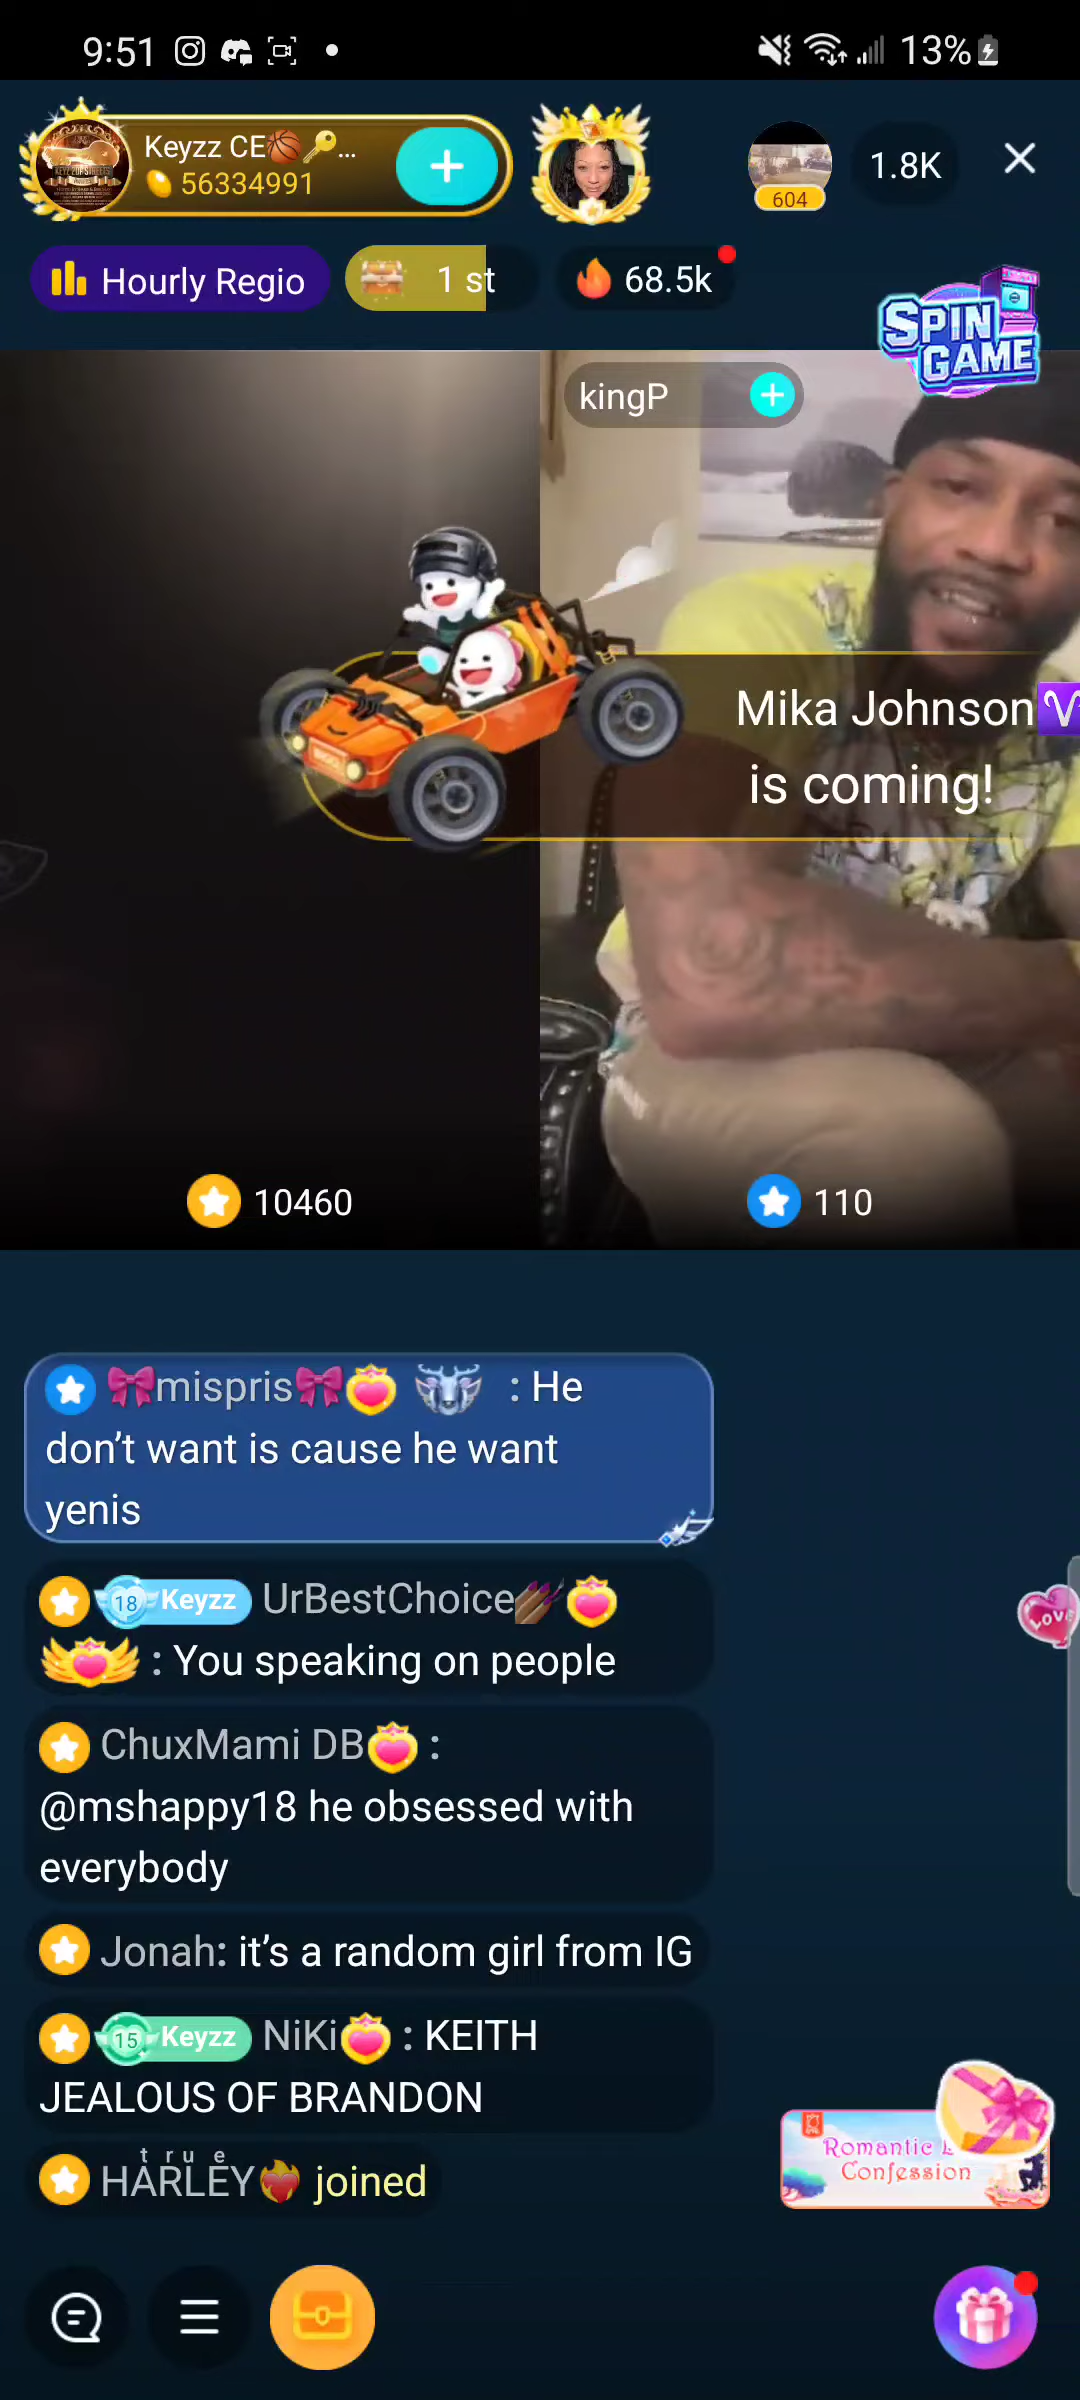 9:51
13%
Keyzz CE🏀🔑...
56334991
604
1.8K
Hourly Regio
1 st
68.5k
SPIN
GAME
kingP
Mika Johnson♈
is coming!
10460
110
🎀mispris🎀 : He
don’t want is cause he want
yenis
18 Keyzz UrBestChoice💅🏾
: You speaking on people
ChuxMami DB :
@mshappy18 he obsessed with
everybody
Jonah: it’s a random girl from IG
15 Keyzz NiKi : KEITH
JEALOUS OF BRANDON
true
HARLEY❤️‍🔥 joined
LOVE
Romantic
Confession